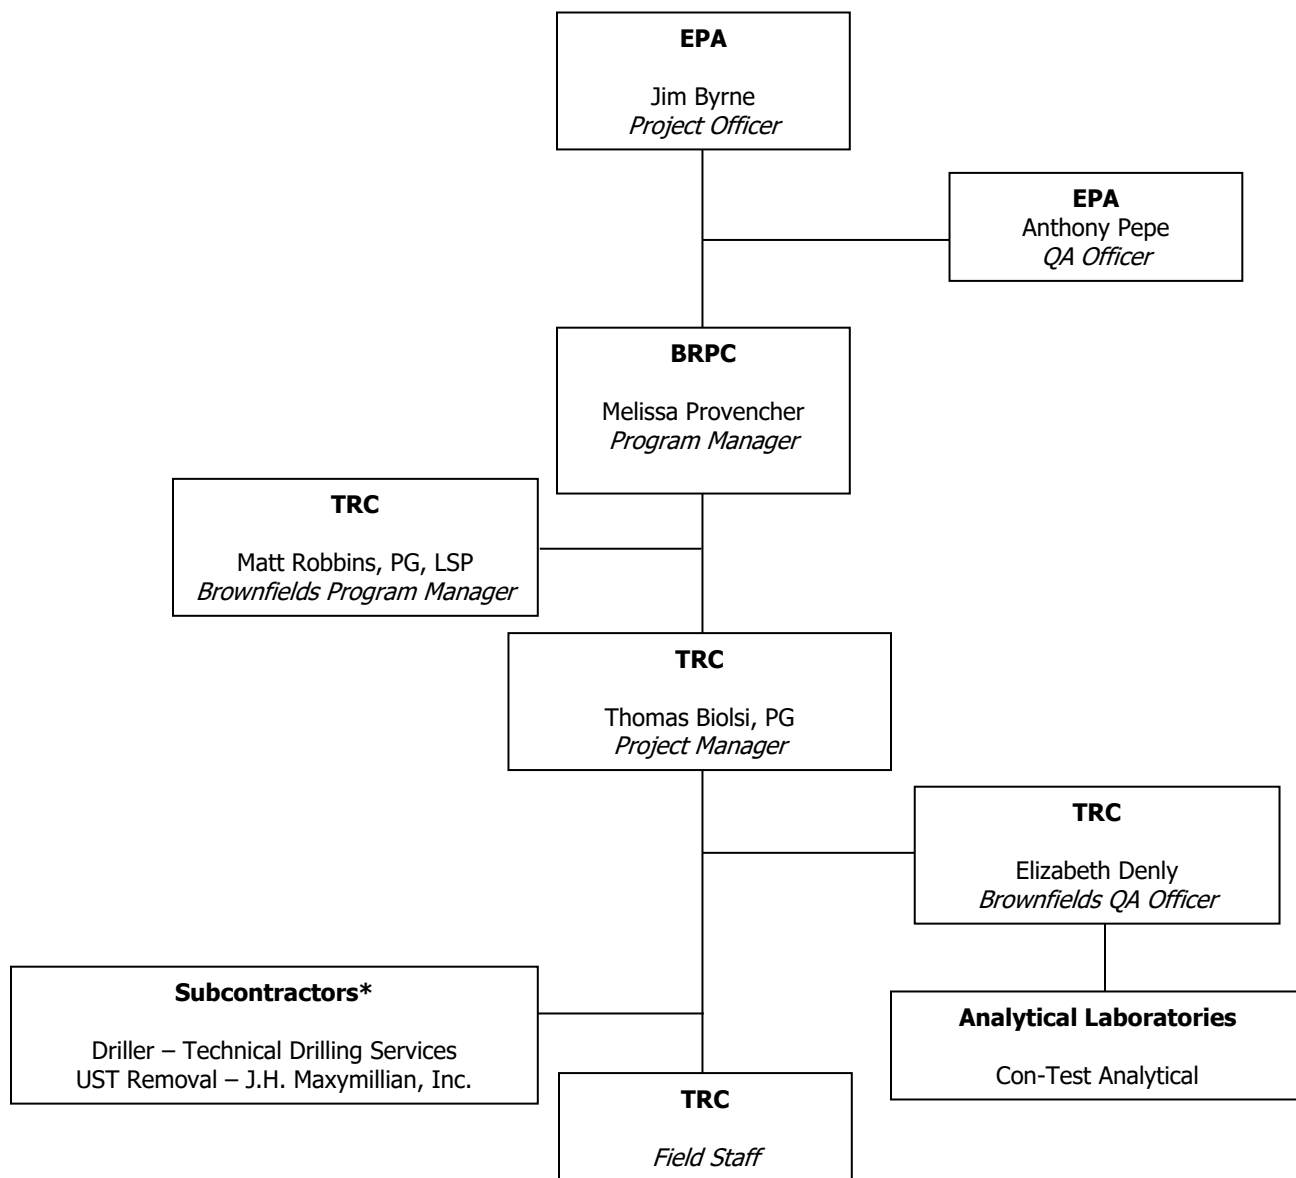 EPA
Jim Byrne
Project Officer
EPA
Anthony Pepe
QA Officer
BRPC
Melissa Provencher
Program Manager
TRC
Matt Robbins, PG, LSP
Brownfields Program Manager
TRC
Thomas Biolsi, PG
Project Manager
TRC
Elizabeth Denly
Brownfields QA Officer
Subcontractors*
Driller – Technical Drilling Services
UST Removal – J.H. Maxymillian, Inc.
Analytical Laboratories
Con-Test Analytical
TRC
Field Staff